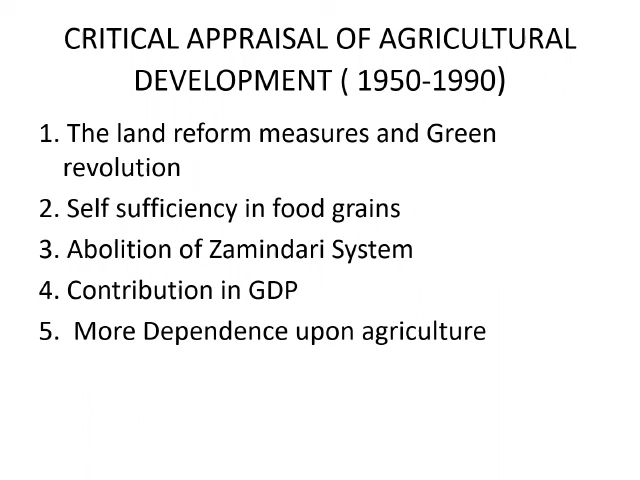 CRITICAL APPRAISAL OF AGRICULTURAL
DEVELOPMENT ( 1950-1990)
1. The land reform measures and Green
revolution
2. Self sufficiency in food grains
3. Abolition of Zamindari System
4. Contribution in GDP
5.  More Dependence upon agriculture